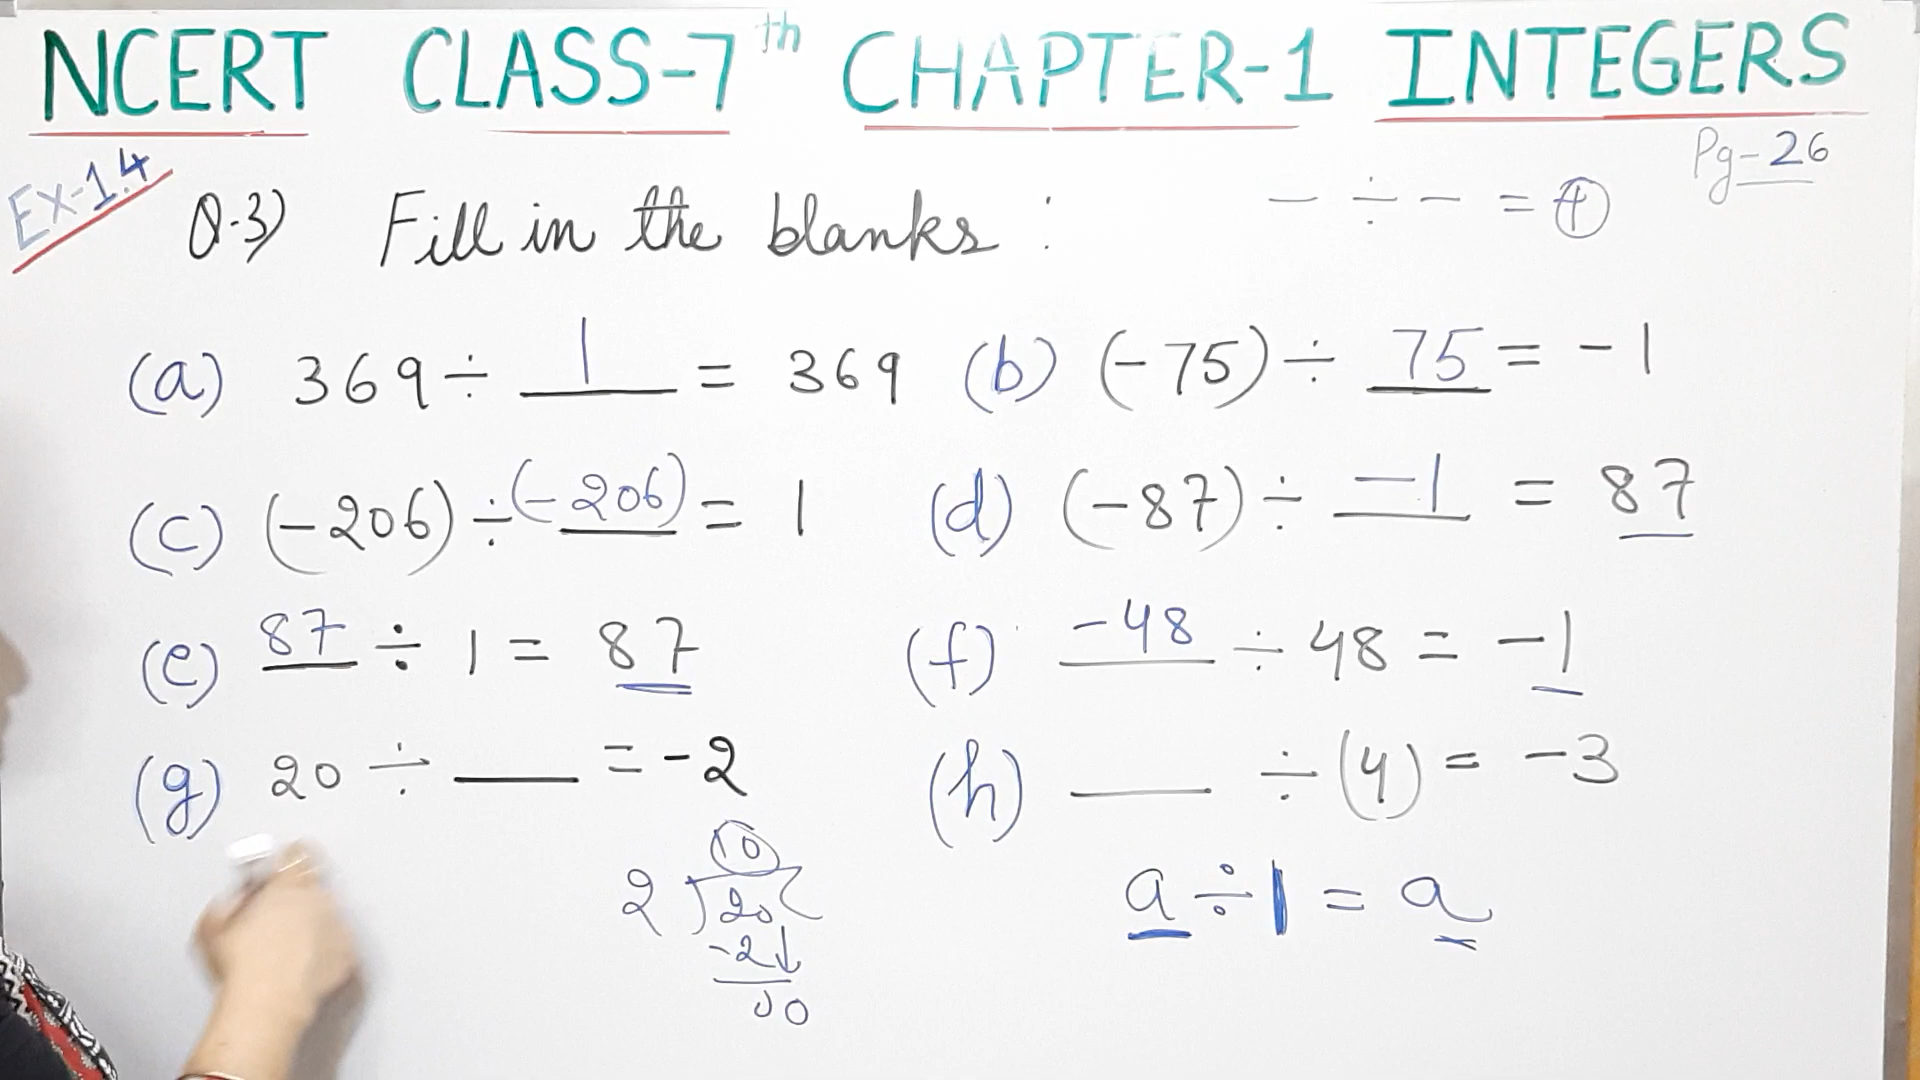 NCERT CLASS-7th CHAPTER-1 INTEGERS
Ex-1.4
Pg-26
Q.3) Fill in the blanks :
- ÷ - = +
(a) 369 ÷ 1 = 369 (b) (-75) ÷ 75 = -1
(c) (-206) ÷ (-206) = 1 (d) (-87) ÷ -1 = 87
(e) 87 ÷ 1 = 87 (f) -48 ÷ 48 = -1
(g) 20 ÷ ___ = -2 (h) ___ ÷ (4) = -3
10
2 20
-2↓
00
a ÷ 1 = a